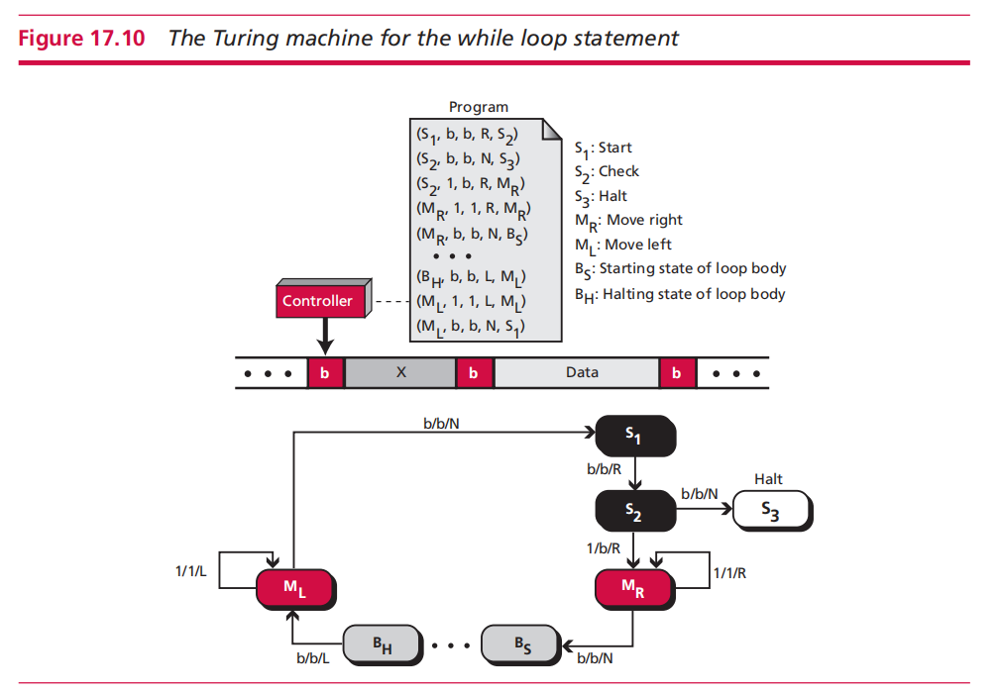 Figure 17.10 The Turing machine for the while loop statement
Program
(S1, b, b, R, S2)
(S2, b, b, N, S3)
(S2, 1, b, R, MR)
(MR, 1, 1, R, MR)
(MR, b, b, N, BS)
• • •
(BH, b, b, L, ML)
(ML, 1, 1, L, ML)
(ML, b, b, N, S1)
S1: Start
S2: Check
S3: Halt
MR: Move right
ML: Move left
BS: Starting state of loop body
BH: Halting state of loop body
Controller
• • • b X b Data b • • •
b/b/N
S1
b/b/R
Halt
b/b/N
S2
S3
1/b/R
1/1/L
ML
MR
1/1/R
BH • • • BS
b/b/L
b/b/N